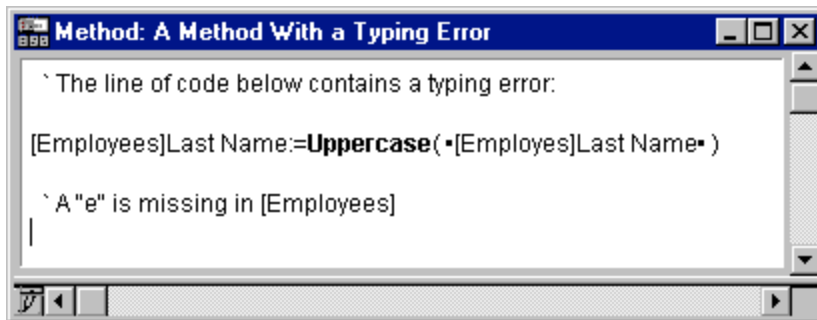 Method: A Method With a Typing Error
` The line of code below contains a typing error:
[Employees]Last Name:=Uppercase( •[Employes]Last Name• )
` A "e" is missing in [Employees]